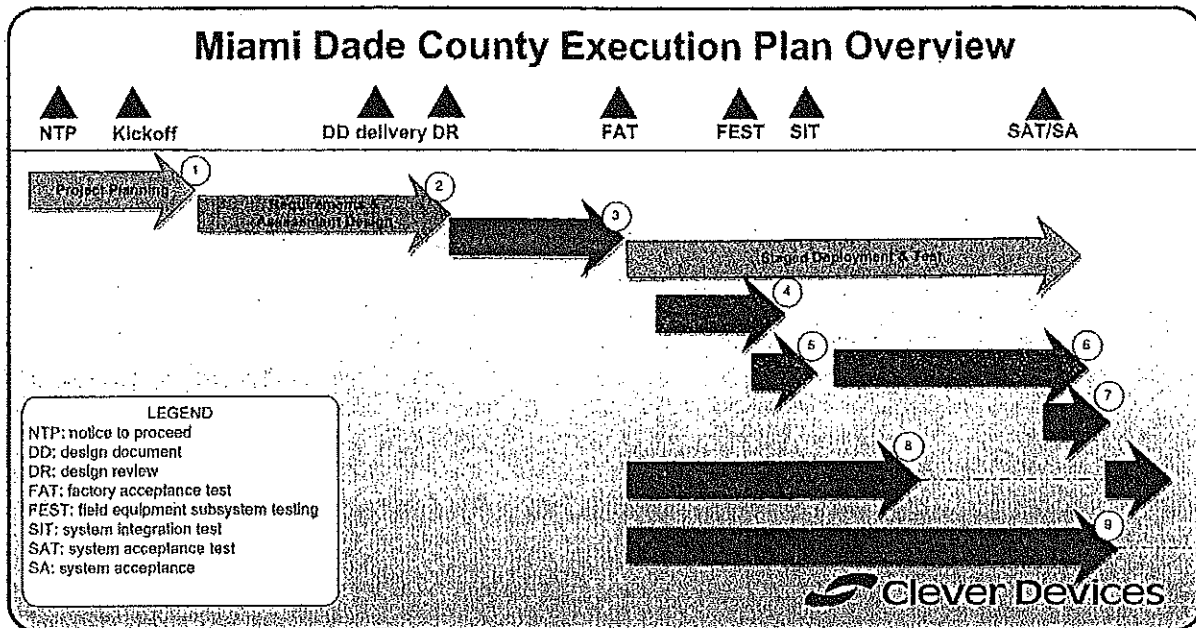 Miami Dade County Execution Plan Overview
NTP
Kickoff
DD delivery
DR
FAT
FEST
SIT
SAT/SA
1
Project Planning
2
Requirements &
Assessment Design
3
Staged Deployment & Test
4
5
6
7
8
9
LEGEND
NTP: notice to proceed
DD: design document
DR: design review
FAT: factory acceptance test
FEST: field equipment subsystem testing
SIT: system integration test
SAT: system acceptance test
SA: system acceptance
Clever Devices